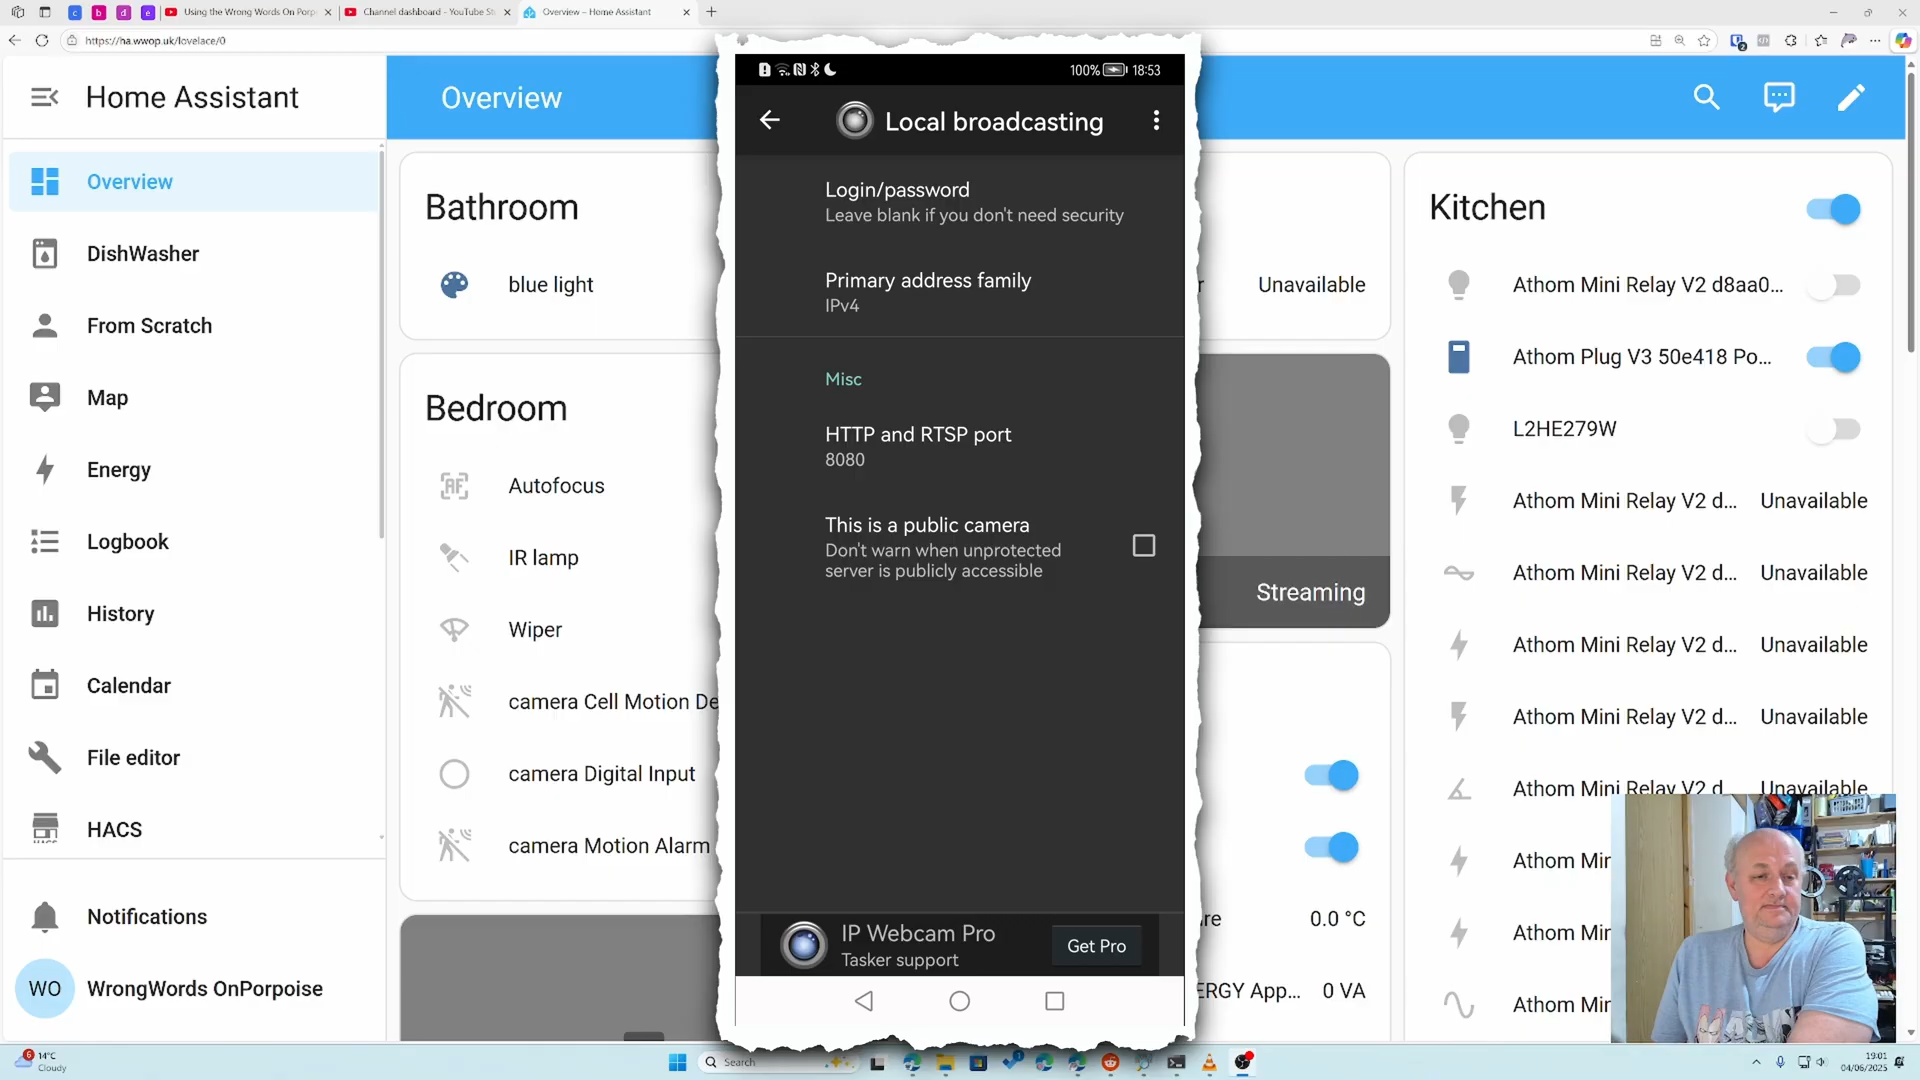 Using the Wrong Words On Porp
Channel dashboard - YouTube St
Overview – Home Assistant
https://ha.wwop.uk/lovelace/0
Home Assistant
Overview
DishWasher
From Scratch
Map
Energy
Logbook
History
Calendar
File editor
HACS
Notifications
WO
WrongWords OnPorpoise
Overview
Bathroom
blue light
Bedroom
AF
Autofocus
IR lamp
Wiper
camera Cell Motion De
camera Digital Input
camera Motion Alarm
100%
18:53
Local broadcasting
Login/password
Leave blank if you don't need security
Primary address family
IPv4
Misc
HTTP and RTSP port
8080
This is a public camera
Don't warn when unprotected
server is publicly accessible
IP Webcam Pro
Tasker support
Get Pro
Unavailable
Streaming
0.0 °C
ERGY App...
0 VA
Kitchen
Athom Mini Relay V2 d8aa0...
Athom Plug V3 50e418 Po...
L2HE279W
Athom Mini Relay V2 d...
Unavailable
Athom Mini Relay V2 d...
Unavailable
Athom Mini Relay V2 d...
Unavailable
Athom Mini Relay V2 d...
Unavailable
Athom Mini Relay V2 d
Unavailable
Athom Mir
Athom Mir
Athom Mir
14°C
Cloudy
Search
19:01
04/06/2025